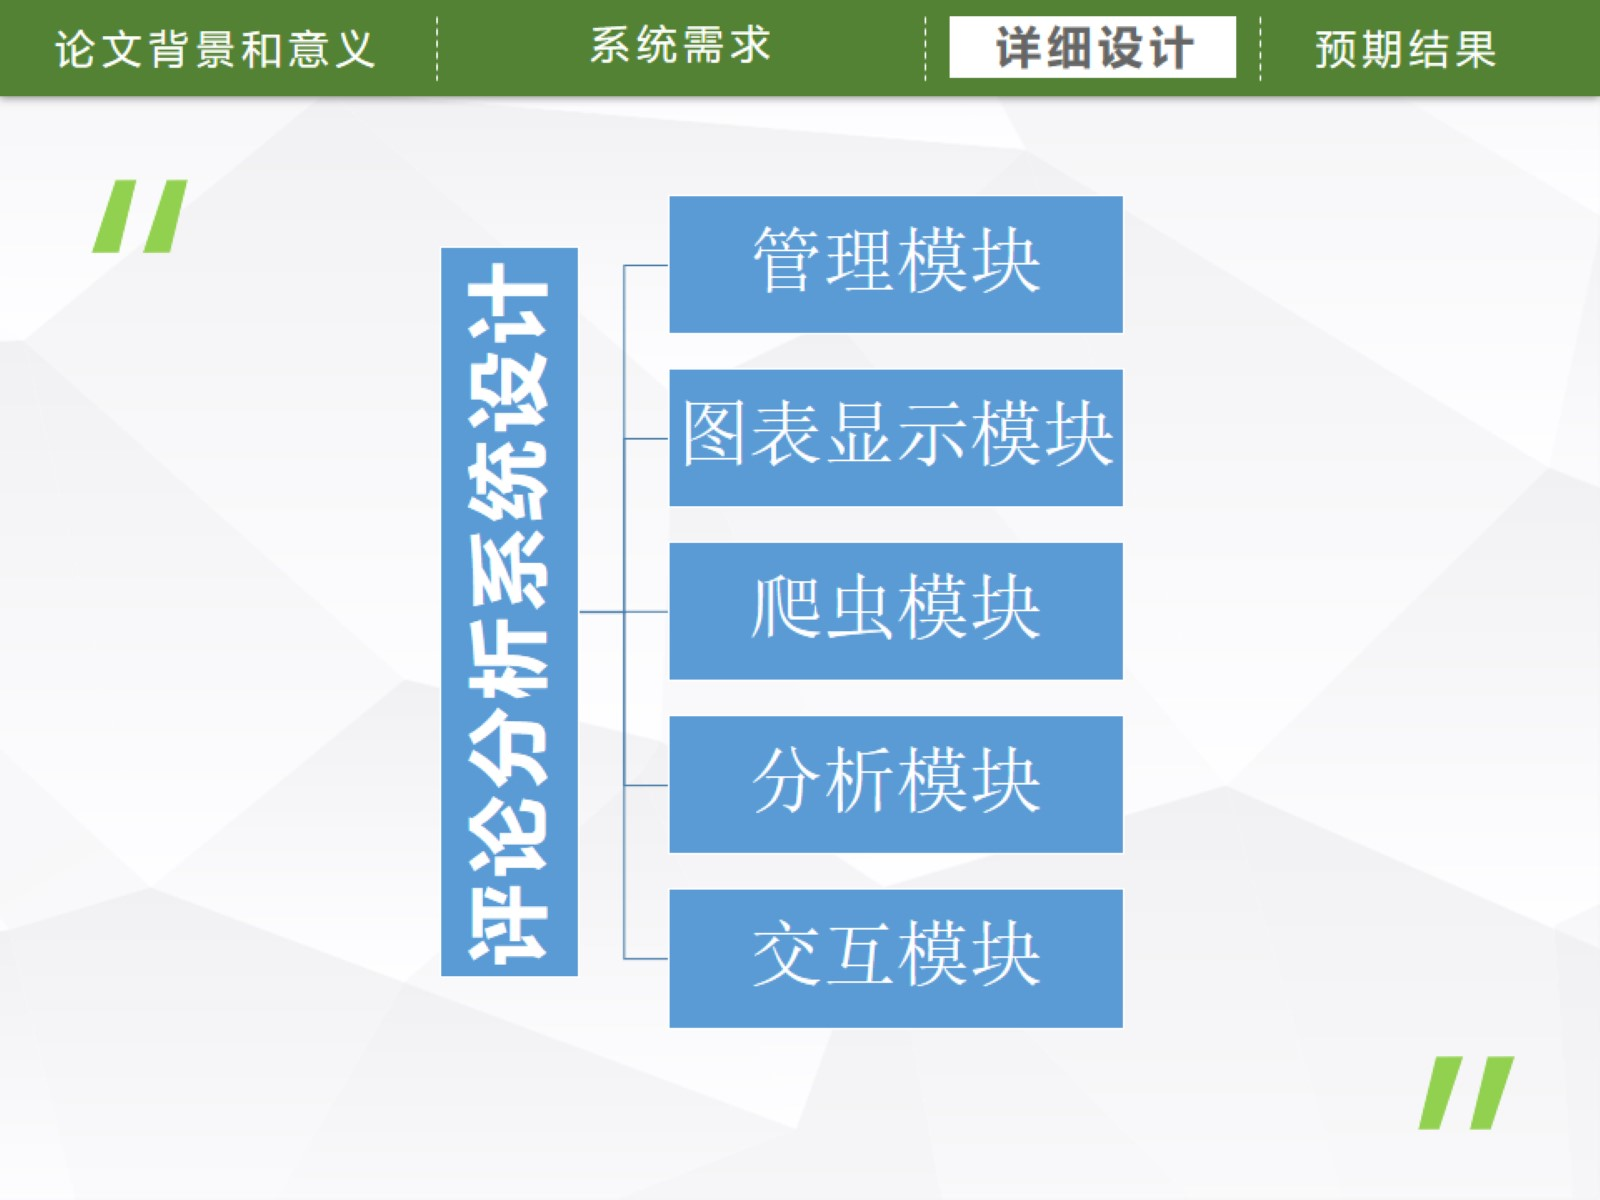 论文背景和意义
系统需求
详细设计
预期结果
评论分析系统设计
管理模块
图表显示模块
爬虫模块
分析模块
交互模块